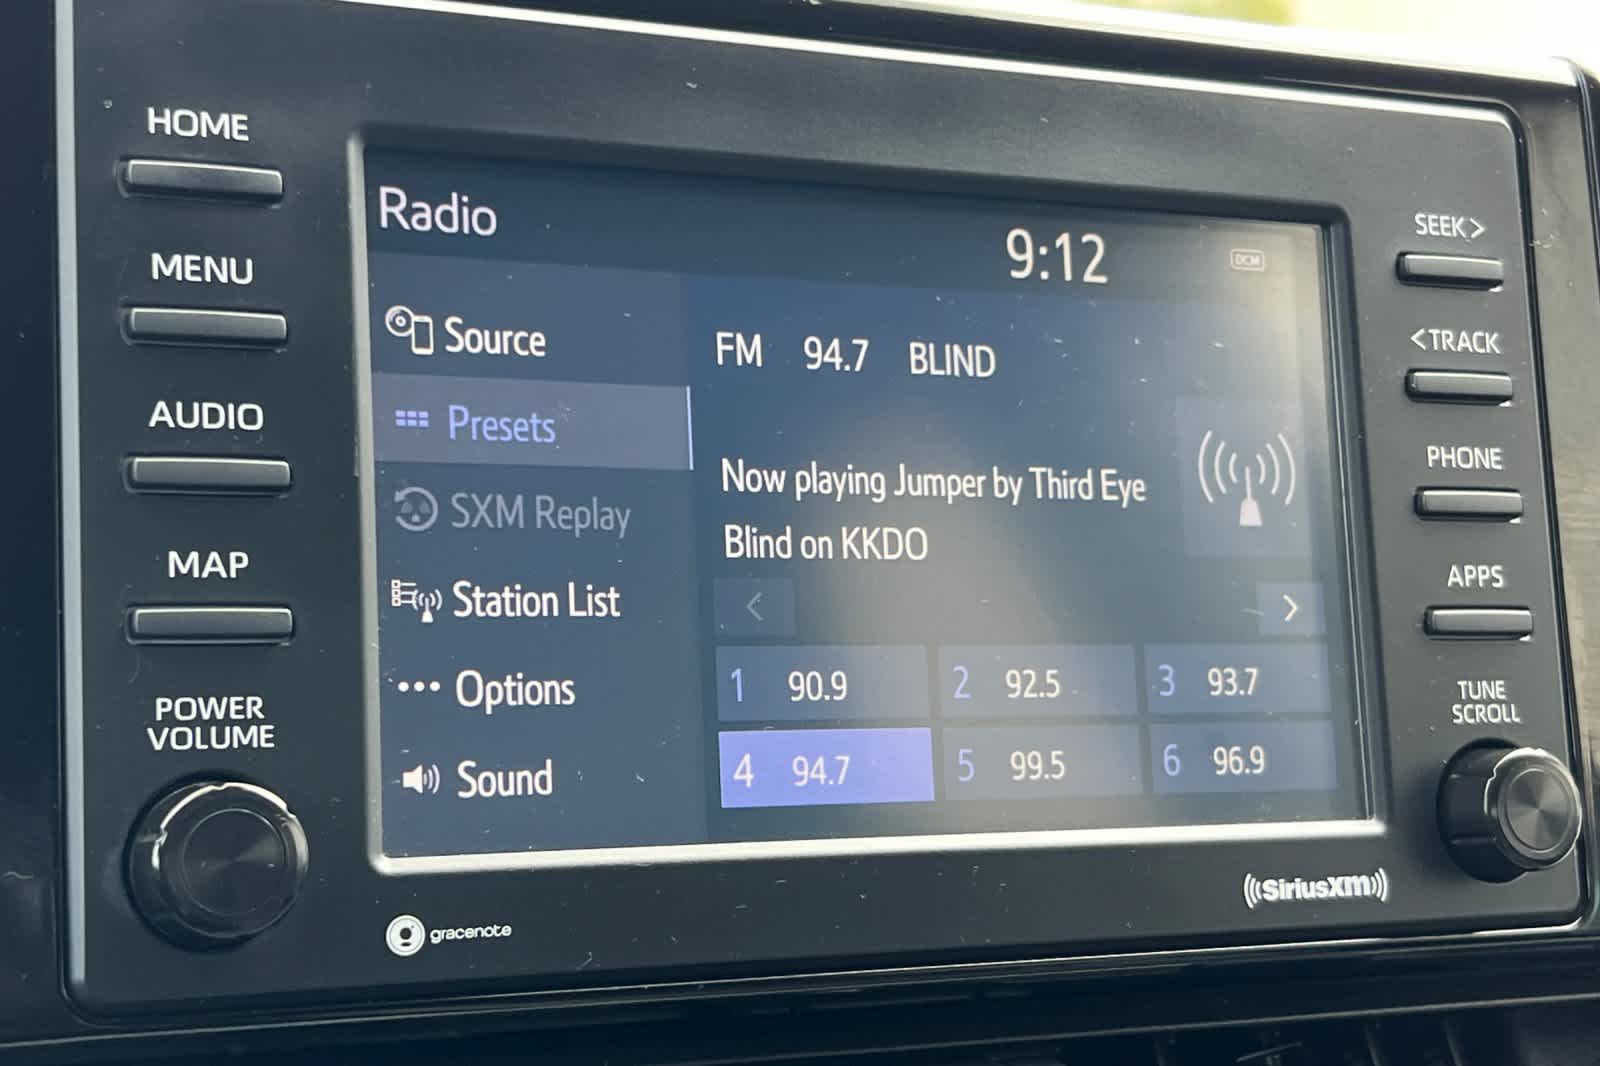 HOME
MENU
AUDIO
MAP
POWER
VOLUME
Radio
9:12
DCM
Source
Presets
SXM Replay
Station List
Options
Sound
FM 94.7 BLIND
Now playing Jumper by Third Eye
Blind on KKDO
< >
1 90.9 2 92.5 3 93.7
4 94.7 5 99.5 6 96.9
SEEK>
<TRACK
PHONE
APPS
TUNE
SCROLL
gracenote
((SiriusXM))